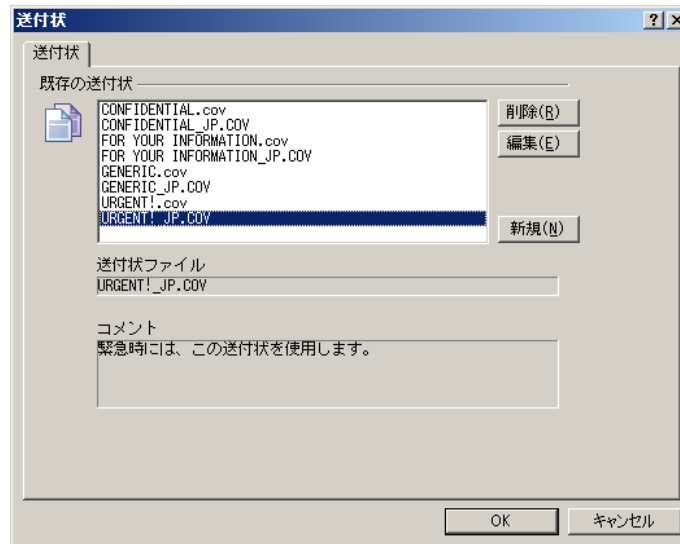 送付状
送付状
既存の送付状
CONFIDENTIAL.cov
CONFIDENTIAL_JP.COV
FOR YOUR INFORMATION.cov
FOR YOUR INFORMATION_JP.COV
GENERIC.cov
GENERIC_JP.COV
URGENT!.cov
URGENT!_JP.COV
削除(R)
編集(E)
新規(N)
送付状ファイル
URGENT!_JP.COV
コメント
緊急時には、この送付状を使用します。
OK
キャンセル